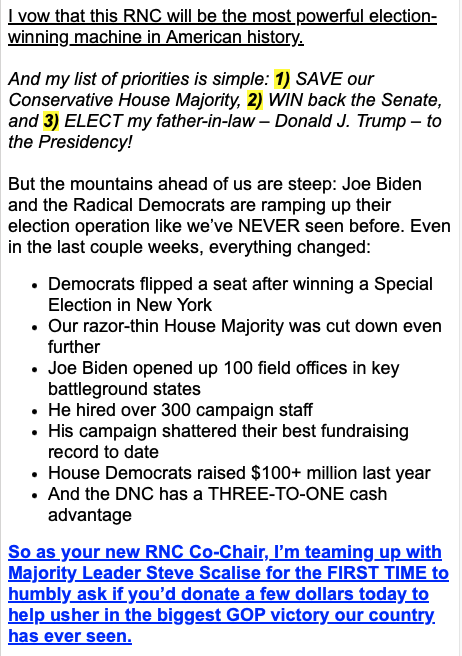 I vow that this RNC will be the most powerful election-
winning machine in American history.
And my list of priorities is simple: 1) SAVE our
Conservative House Majority, 2) WIN back the Senate,
and 3) ELECT my father-in-law – Donald J. Trump – to
the Presidency!
But the mountains ahead of us are steep: Joe Biden
and the Radical Democrats are ramping up their
election operation like we’ve NEVER seen before. Even
in the last couple weeks, everything changed:
• Democrats flipped a seat after winning a Special
Election in New York
• Our razor-thin House Majority was cut down even
further
• Joe Biden opened up 100 field offices in key
battleground states
• He hired over 300 campaign staff
• His campaign shattered their best fundraising
record to date
• House Democrats raised $100+ million last year
• And the DNC has a THREE-TO-ONE cash
advantage
So as your new RNC Co-Chair, I’m teaming up with
Majority Leader Steve Scalise for the FIRST TIME to
humbly ask if you’d donate a few dollars today to
help usher in the biggest GOP victory our country
has ever seen.